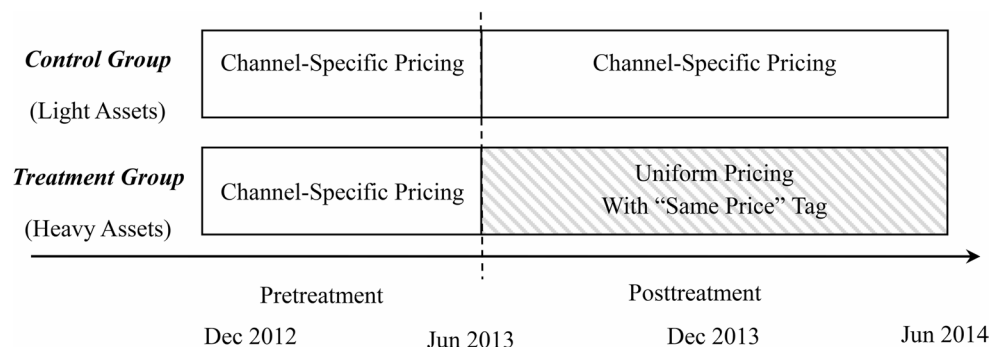 Control Group
(Light Assets)
Channel-Specific Pricing
Channel-Specific Pricing
Treatment Group
(Heavy Assets)
Channel-Specific Pricing
Uniform Pricing
With “Same Price” Tag
Pretreatment
Posttreatment
Dec 2012
Jun 2013
Dec 2013
Jun 2014